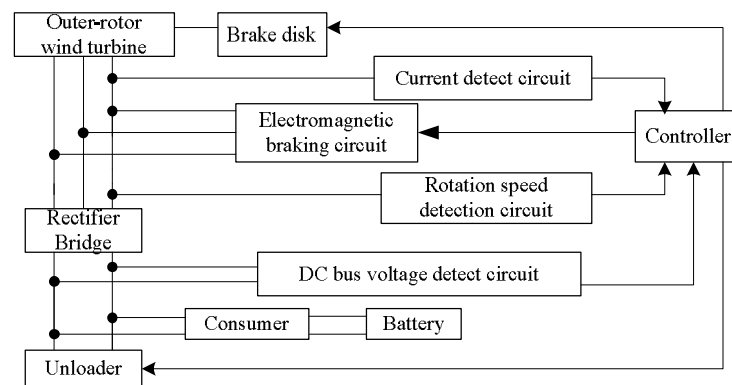 Outer-rotor
wind turbine
Brake disk
Current detect circuit
Electromagnetic
braking circuit
Controller
Rotation speed
detection circuit
Rectifier
Bridge
DC bus voltage detect circuit
Consumer
Battery
Unloader